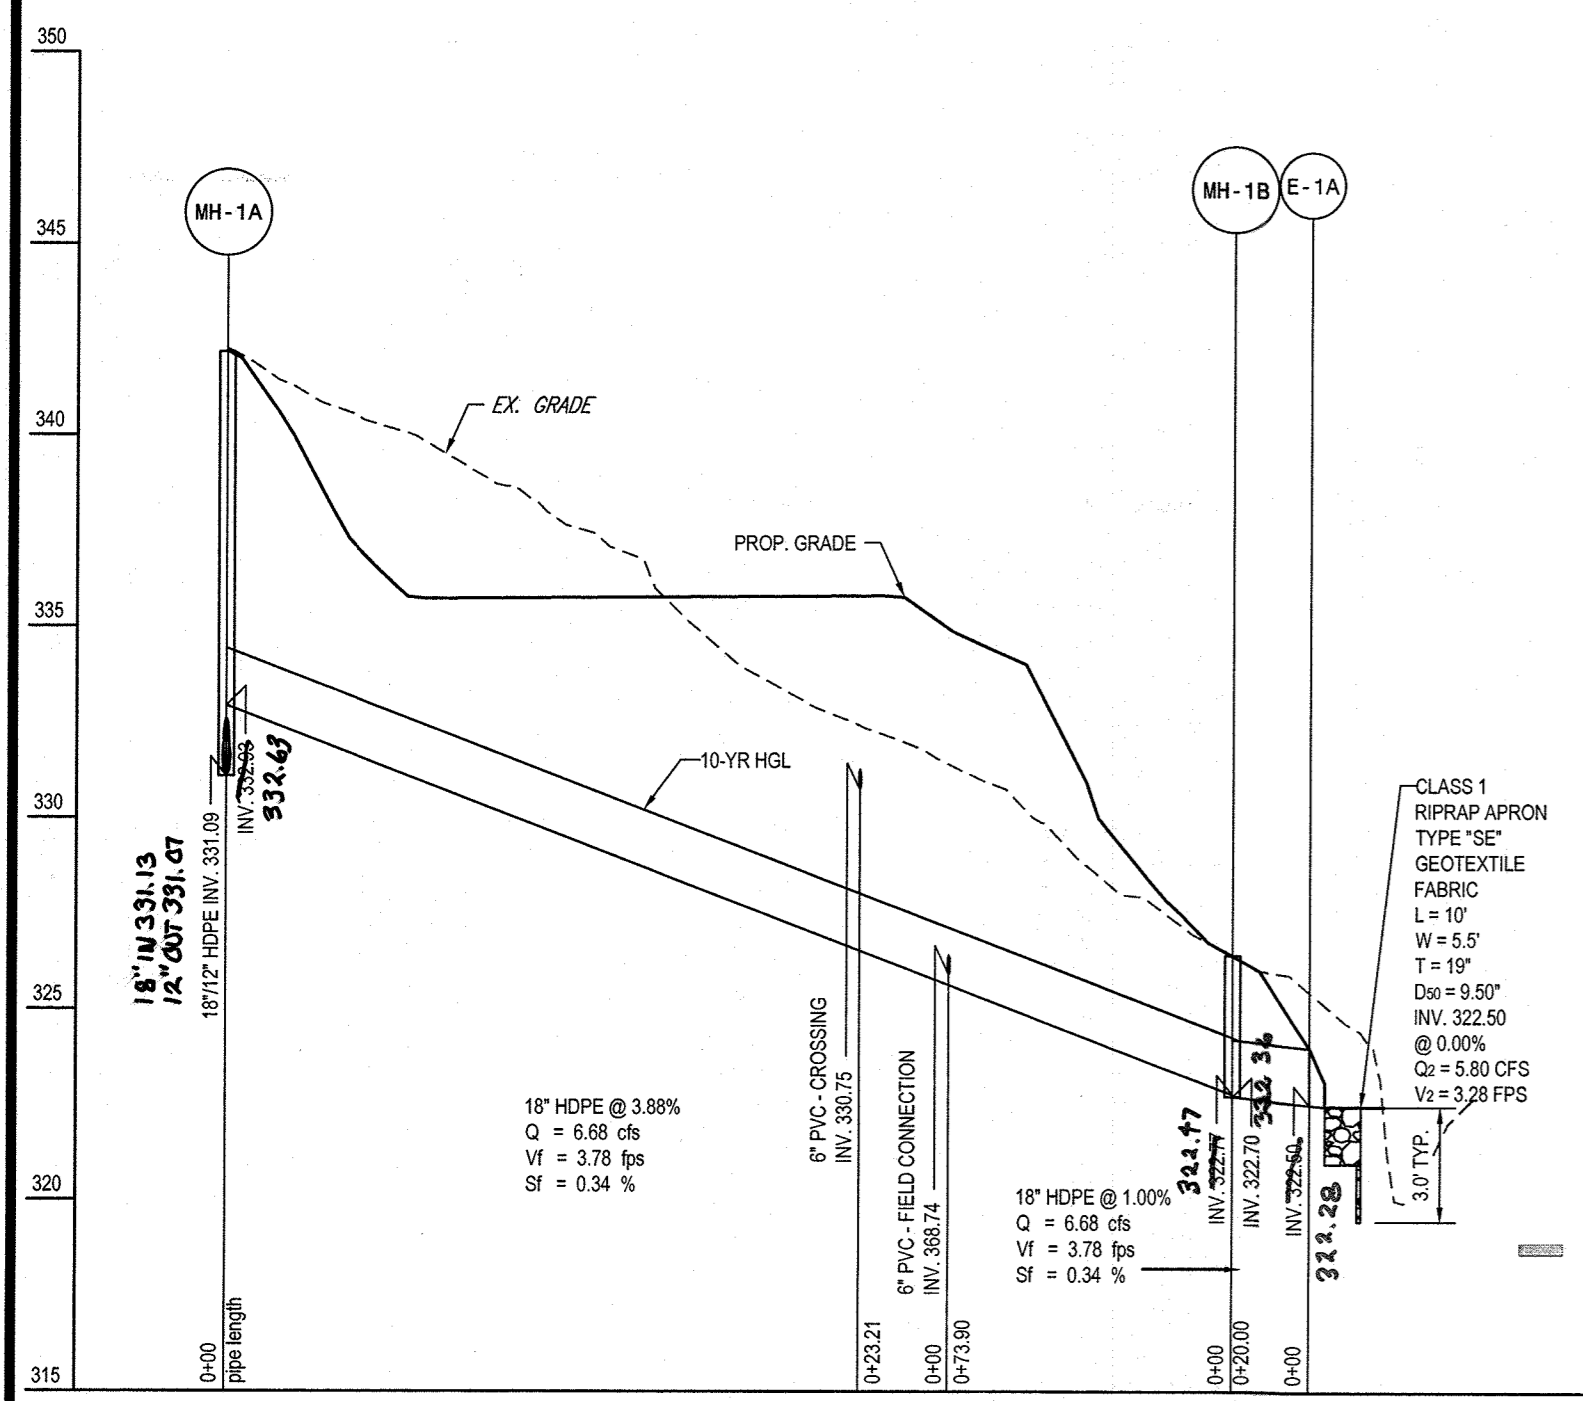 350
345
340
335
330
325
320
315
MH-1A
MH-1B
E-1A
EX. GRADE
PROP. GRADE
10-YR HGL
18" IN 331.13
12" OUT 331.07
18"/12" HDPE INV. 331.09
INV. 332.93
332.63
18" HDPE @ 3.88%
Q = 6.68 cfs
Vf = 3.78 fps
Sf = 0.34 %
6" PVC - CROSSING
INV. 330.75
6" PVC - FIELD CONNECTION
INV. 368.74
18" HDPE @ 1.00%
Q = 6.68 cfs
Vf = 3.78 fps
Sf = 0.34 %
322.47
INV. 322.77
332 36
INV. 322.70
INV. 322.50
322.28
CLASS 1
RIPRAP APRON
TYPE "SE"
GEOTEXTILE
FABRIC
L = 10'
W = 5.5'
T = 19"
D50 = 9.50"
INV. 322.50
@ 0.00%
Q2 = 5.80 CFS
V2 = 3.28 FPS
3.0' TYP.
0+00
pipe length
0+23.21
0+00
0+73.90
0+00
0+20.00
0+00